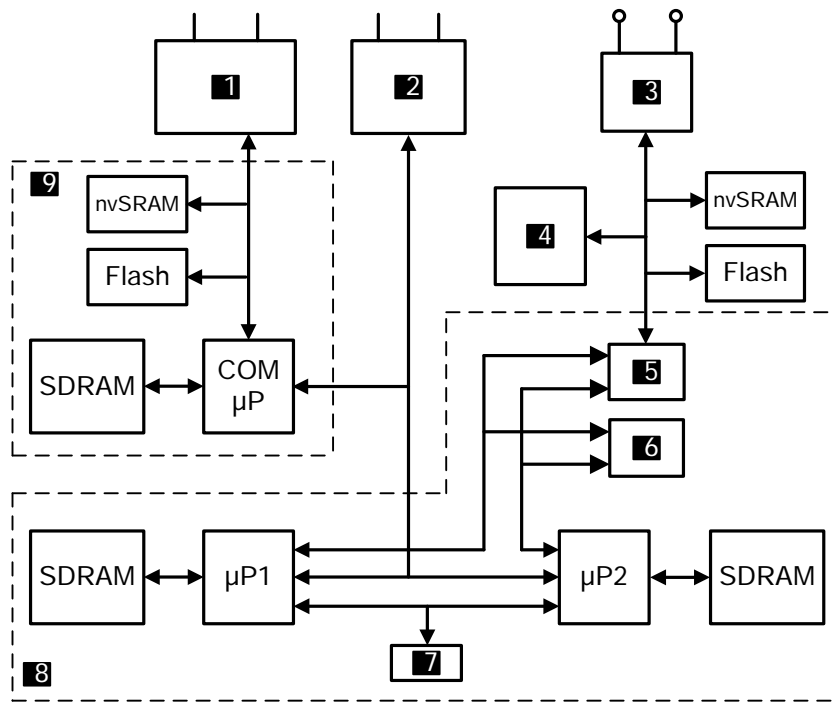 1
2
3
9
nvSRAM
nvSRAM
4
Flash
Flash
SDRAM
COM
µP
5
6
SDRAM
µP1
µP2
SDRAM
7
8